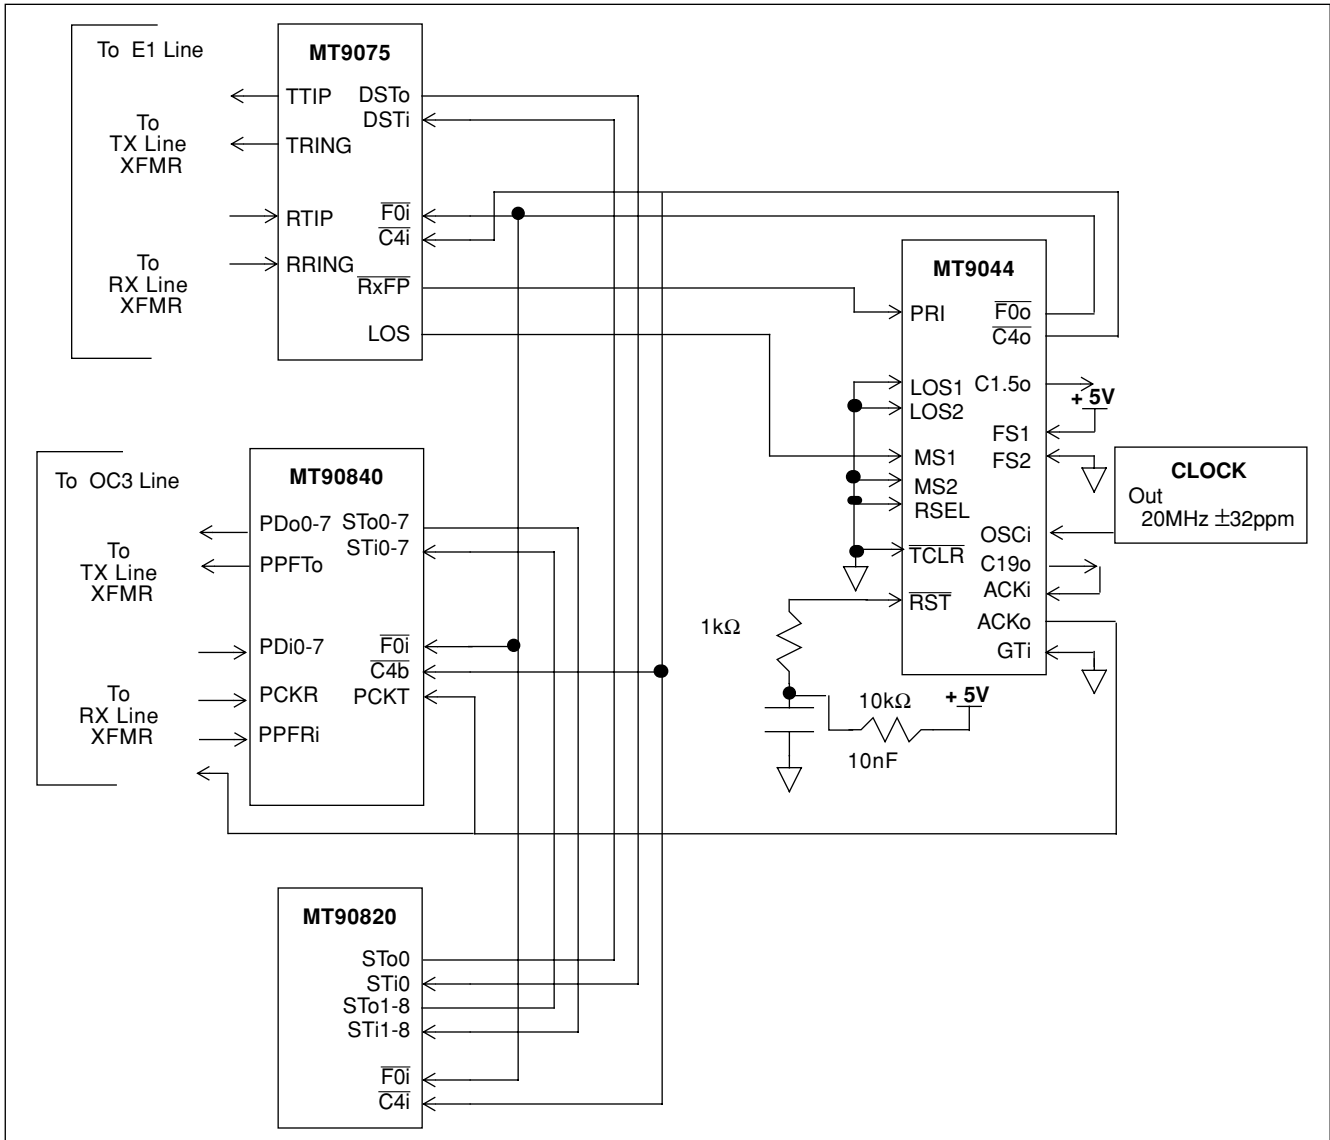 To E1 Line
MT9075
TTIP
DSTo
DSTi
To
TX Line
XFMR
TRING
RTIP
F0i
C4i
To
RX Line
XFMR
RRING
RxFP
LOS
MT9044
PRI
F0o
C4o
LOS1
LOS2
C1.5o
+ 5V
FS1
FS2
MS1
MS2
RSEL
TCLR
RST
OSCi
C19o
ACKi
ACKo
GTi
CLOCK
Out
20MHz ±32ppm
1kΩ
10kΩ
+ 5V
10nF
To OC3 Line
MT90840
PDo0-7
STo0-7
STi0-7
PPFTo
To
TX Line
XFMR
PDi0-7
F0i
C4b
PCKR
PCKT
To
RX Line
XFMR
PPFRi
MT90820
STo0
STi0
STo1-8
STi1-8
F0i
C4i